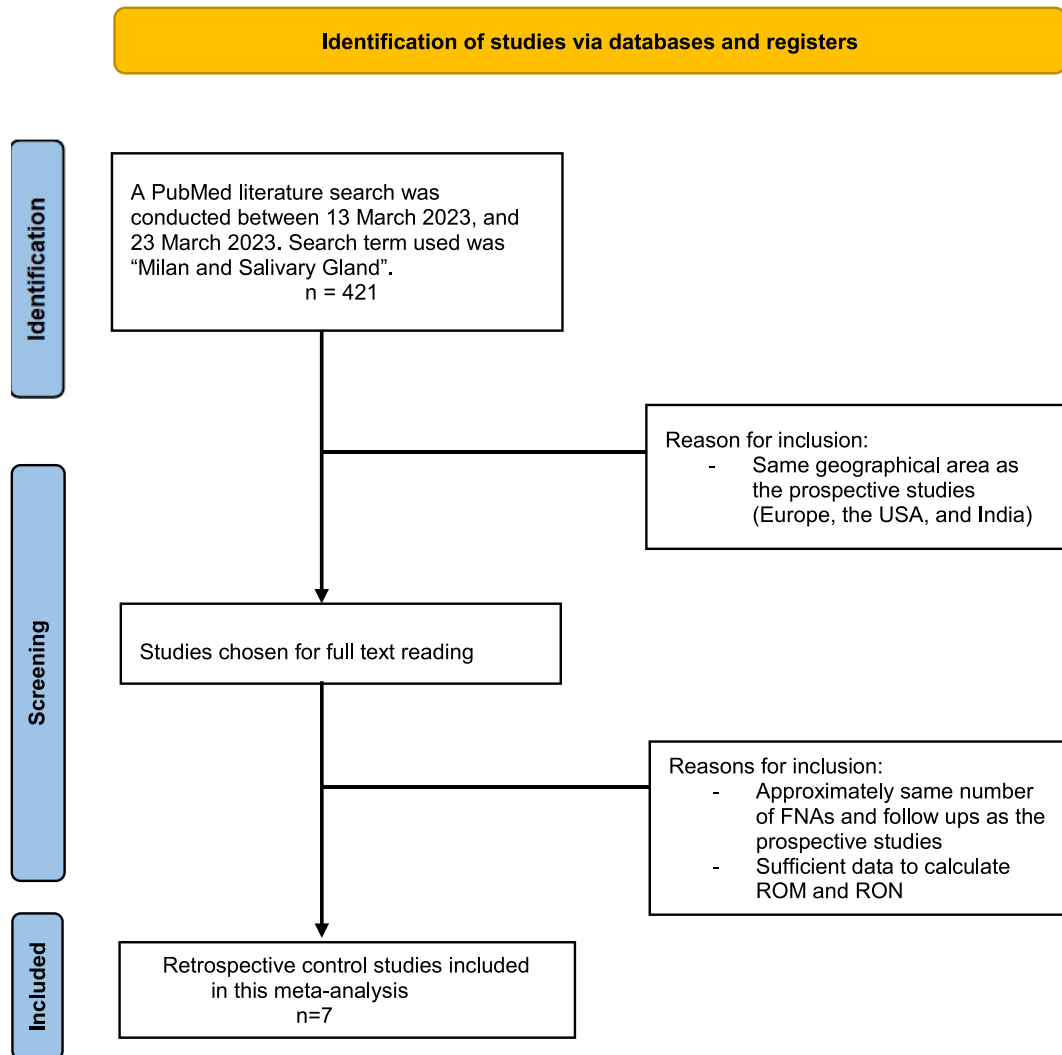 Identification of studies via databases and registers
Identification
A PubMed literature search was
conducted between 13 March 2023, and
23 March 2023. Search term used was
“Milan and Salivary Gland”.
n = 421
Reason for inclusion:
- Same geographical area as
the prospective studies
(Europe, the USA, and India)
Screening
Studies chosen for full text reading
Reasons for inclusion:
- Approximately same number
of FNAs and follow ups as the
prospective studies
- Sufficient data to calculate
ROM and RON
Included
Retrospective control studies included
in this meta-analysis
n=7